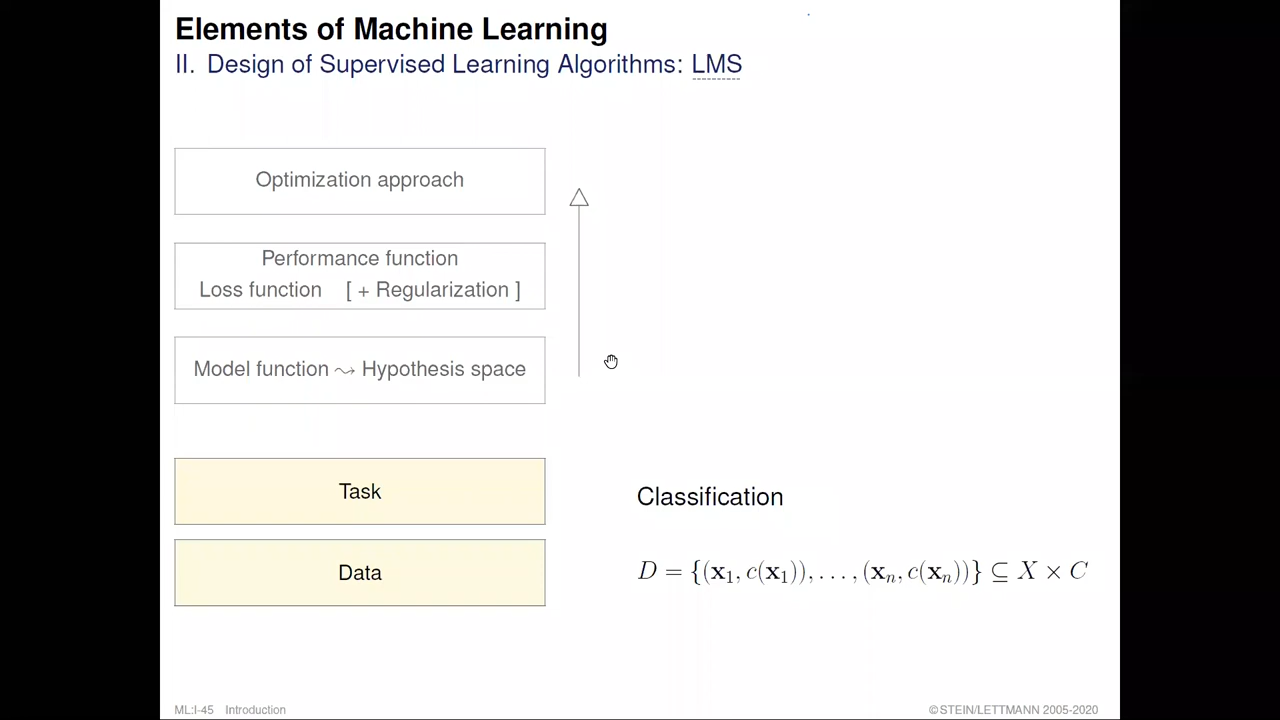 Elements of Machine Learning
II. Design of Supervised Learning Algorithms: LMS
Optimization approach
Performance function
Loss function [ + Regularization ]
Model function ⤳ Hypothesis space
Task
Classification
Data
D = {(x₁, c(x₁)), . . . , (xₙ, c(xₙ))} ⊆ X × C
ML:I-45 Introduction
© STEIN/LETTMANN 2005-2020